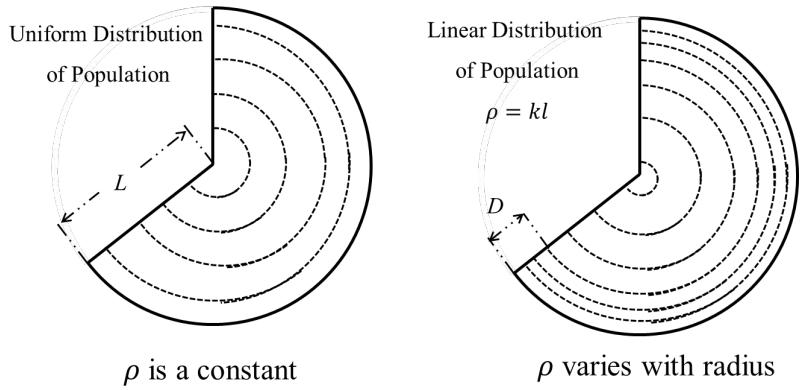 Uniform Distribution
of Population
L
ρ is a constant
Linear Distribution
of Population
ρ = kl
D
ρ varies with radius